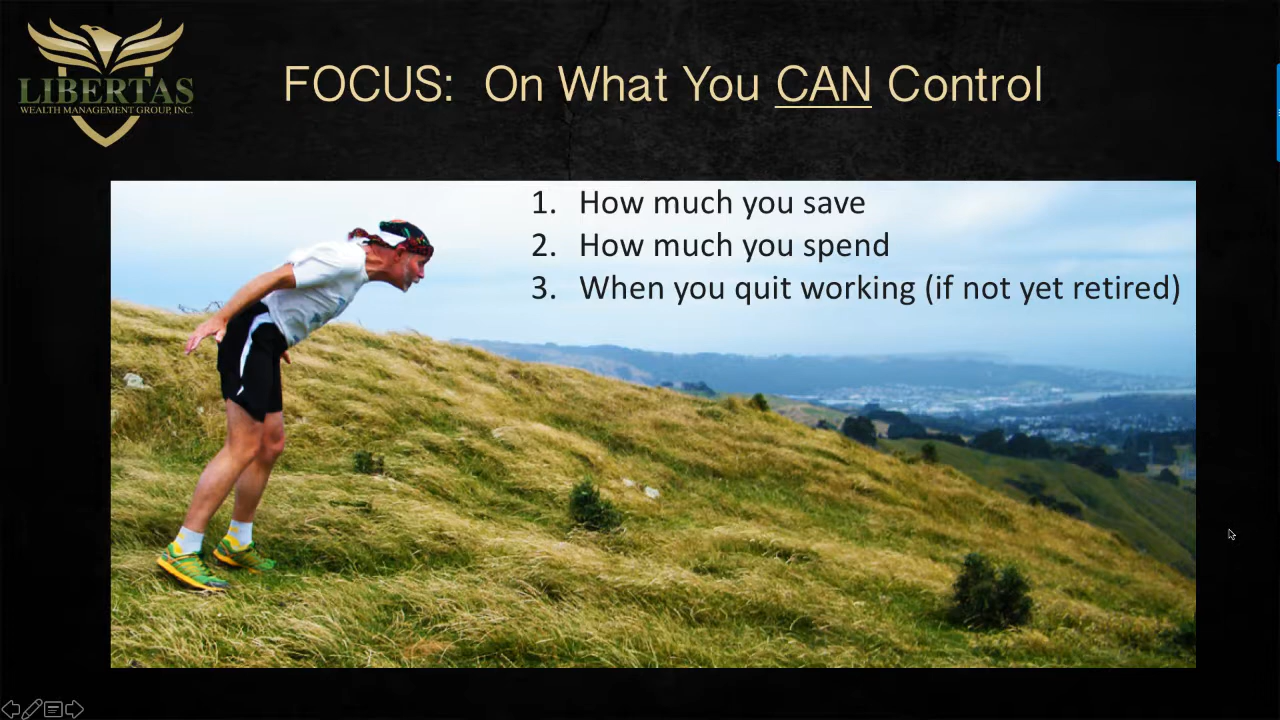 LIBERTAS
WEALTH MANAGEMENT GROUP, INC.
FOCUS: On What You CAN Control
1. How much you save
2. How much you spend
3. When you quit working (if not yet retired)